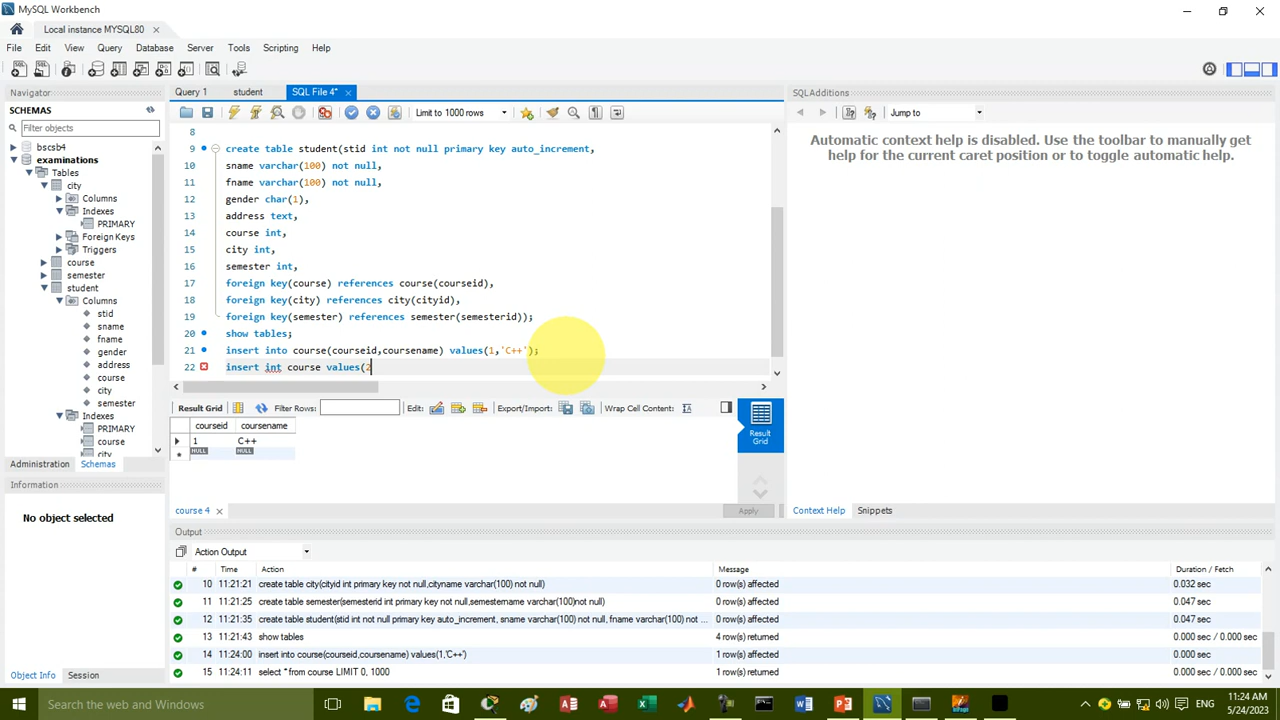 MySQL Workbench
Local instance MYSQL80
File Edit View Query Database Server Tools Scripting Help
Navigator
SCHEMAS
Filter objects
bscsb4
examinations
Tables
city
Columns
Indexes
PRIMARY
Foreign Keys
Triggers
course
semester
student
Columns
stid
sname
fname
gender
address
course
city
semester
Indexes
PRIMARY
course
city
Administration Schemas
Information
No object selected
Object Info Session
Query 1 student SQL File 4*
Limit to 1000 rows
8
9 create table student(stid int not null primary key auto_increment,
10 sname varchar(100) not null,
11 fname varchar(100) not null,
12 gender char(1),
13 address text,
14 course int,
15 city int,
16 semester int,
17 foreign key(course) references course(courseid),
18 foreign key(city) references city(cityid),
19 foreign key(semester) references semester(semesterid));
20 show tables;
21 insert into course(courseid,coursename) values(1,'C++');
22 insert int course values(2
Result Grid Filter Rows: Edit: Export/Import: Wrap Cell Content:
courseid coursename
1 C++
NULL NULL
Result Grid
course 4
Apply
SQLAdditions
Jump to
Automatic context help is disabled. Use the toolbar to manually get
help for the current caret position or to toggle automatic help.
Context Help Snippets
Output
Action Output
# Time Action Message Duration / Fetch
10 11:21:21 create table city(cityid int primary key not null,cityname varchar(100) not null) 0 row(s) affected 0.032 sec
11 11:21:25 create table semester(semesterid int primary key not null,semestername varchar(100)not null) 0 row(s) affected 0.047 sec
12 11:21:35 create table student(stid int not null primary key auto_increment, sname varchar(100) not null, fname varchar(100) not ... 0 row(s) affected 0.047 sec
13 11:21:43 show tables 4 row(s) returned 0.000 sec / 0.000 sec
14 11:24:00 insert into course(courseid,coursename) values(1,'C++') 1 row(s) affected 0.000 sec
15 11:24:11 select * from course LIMIT 0, 1000 1 row(s) returned 0.000 sec / 0.000 sec
Search the web and Windows
11:24 AM
5/24/2023